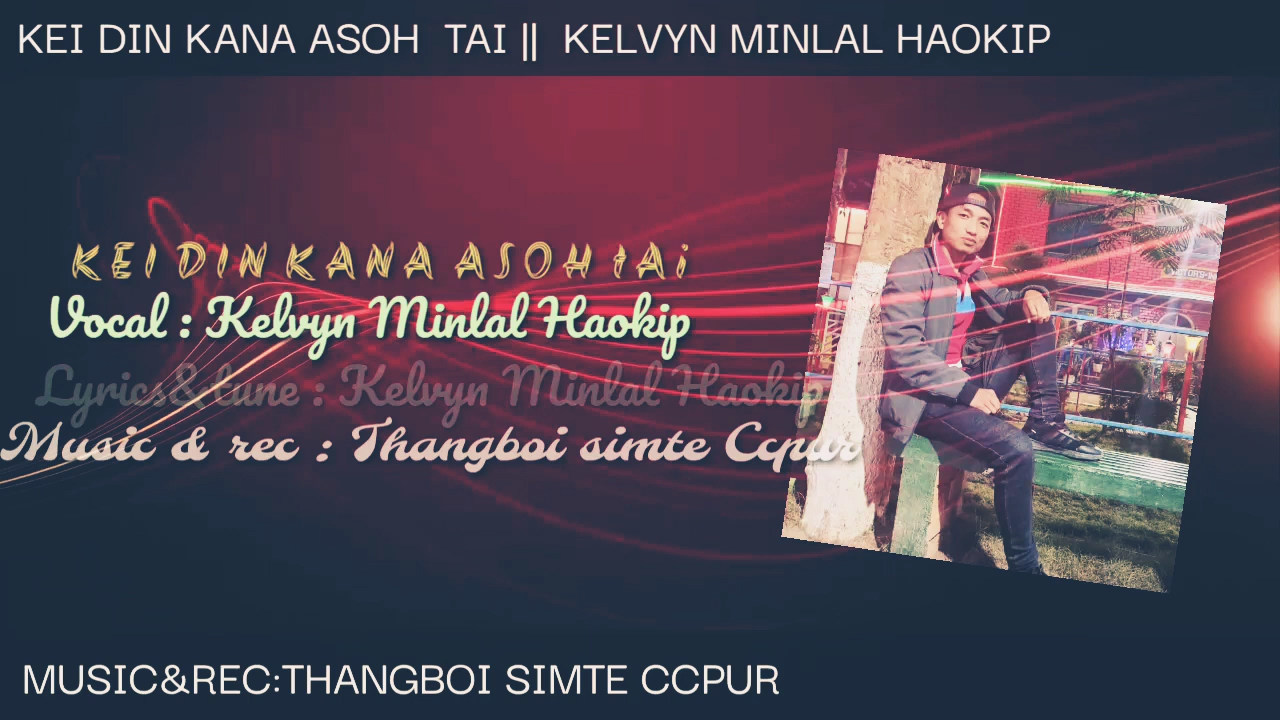 KEI DIN KANA ASOH TAI || KELVYN MINLAL HAOKIP
KEI DIN KANA ASOH tAi
Vocal : Kelvyn Minlal Haokip
Lyrics&tune : Kelvyn Minlal Haokip
Music & rec : Thangboi simte Ccpur
MUSIC&REC:THANGBOI SIMTE CCPUR